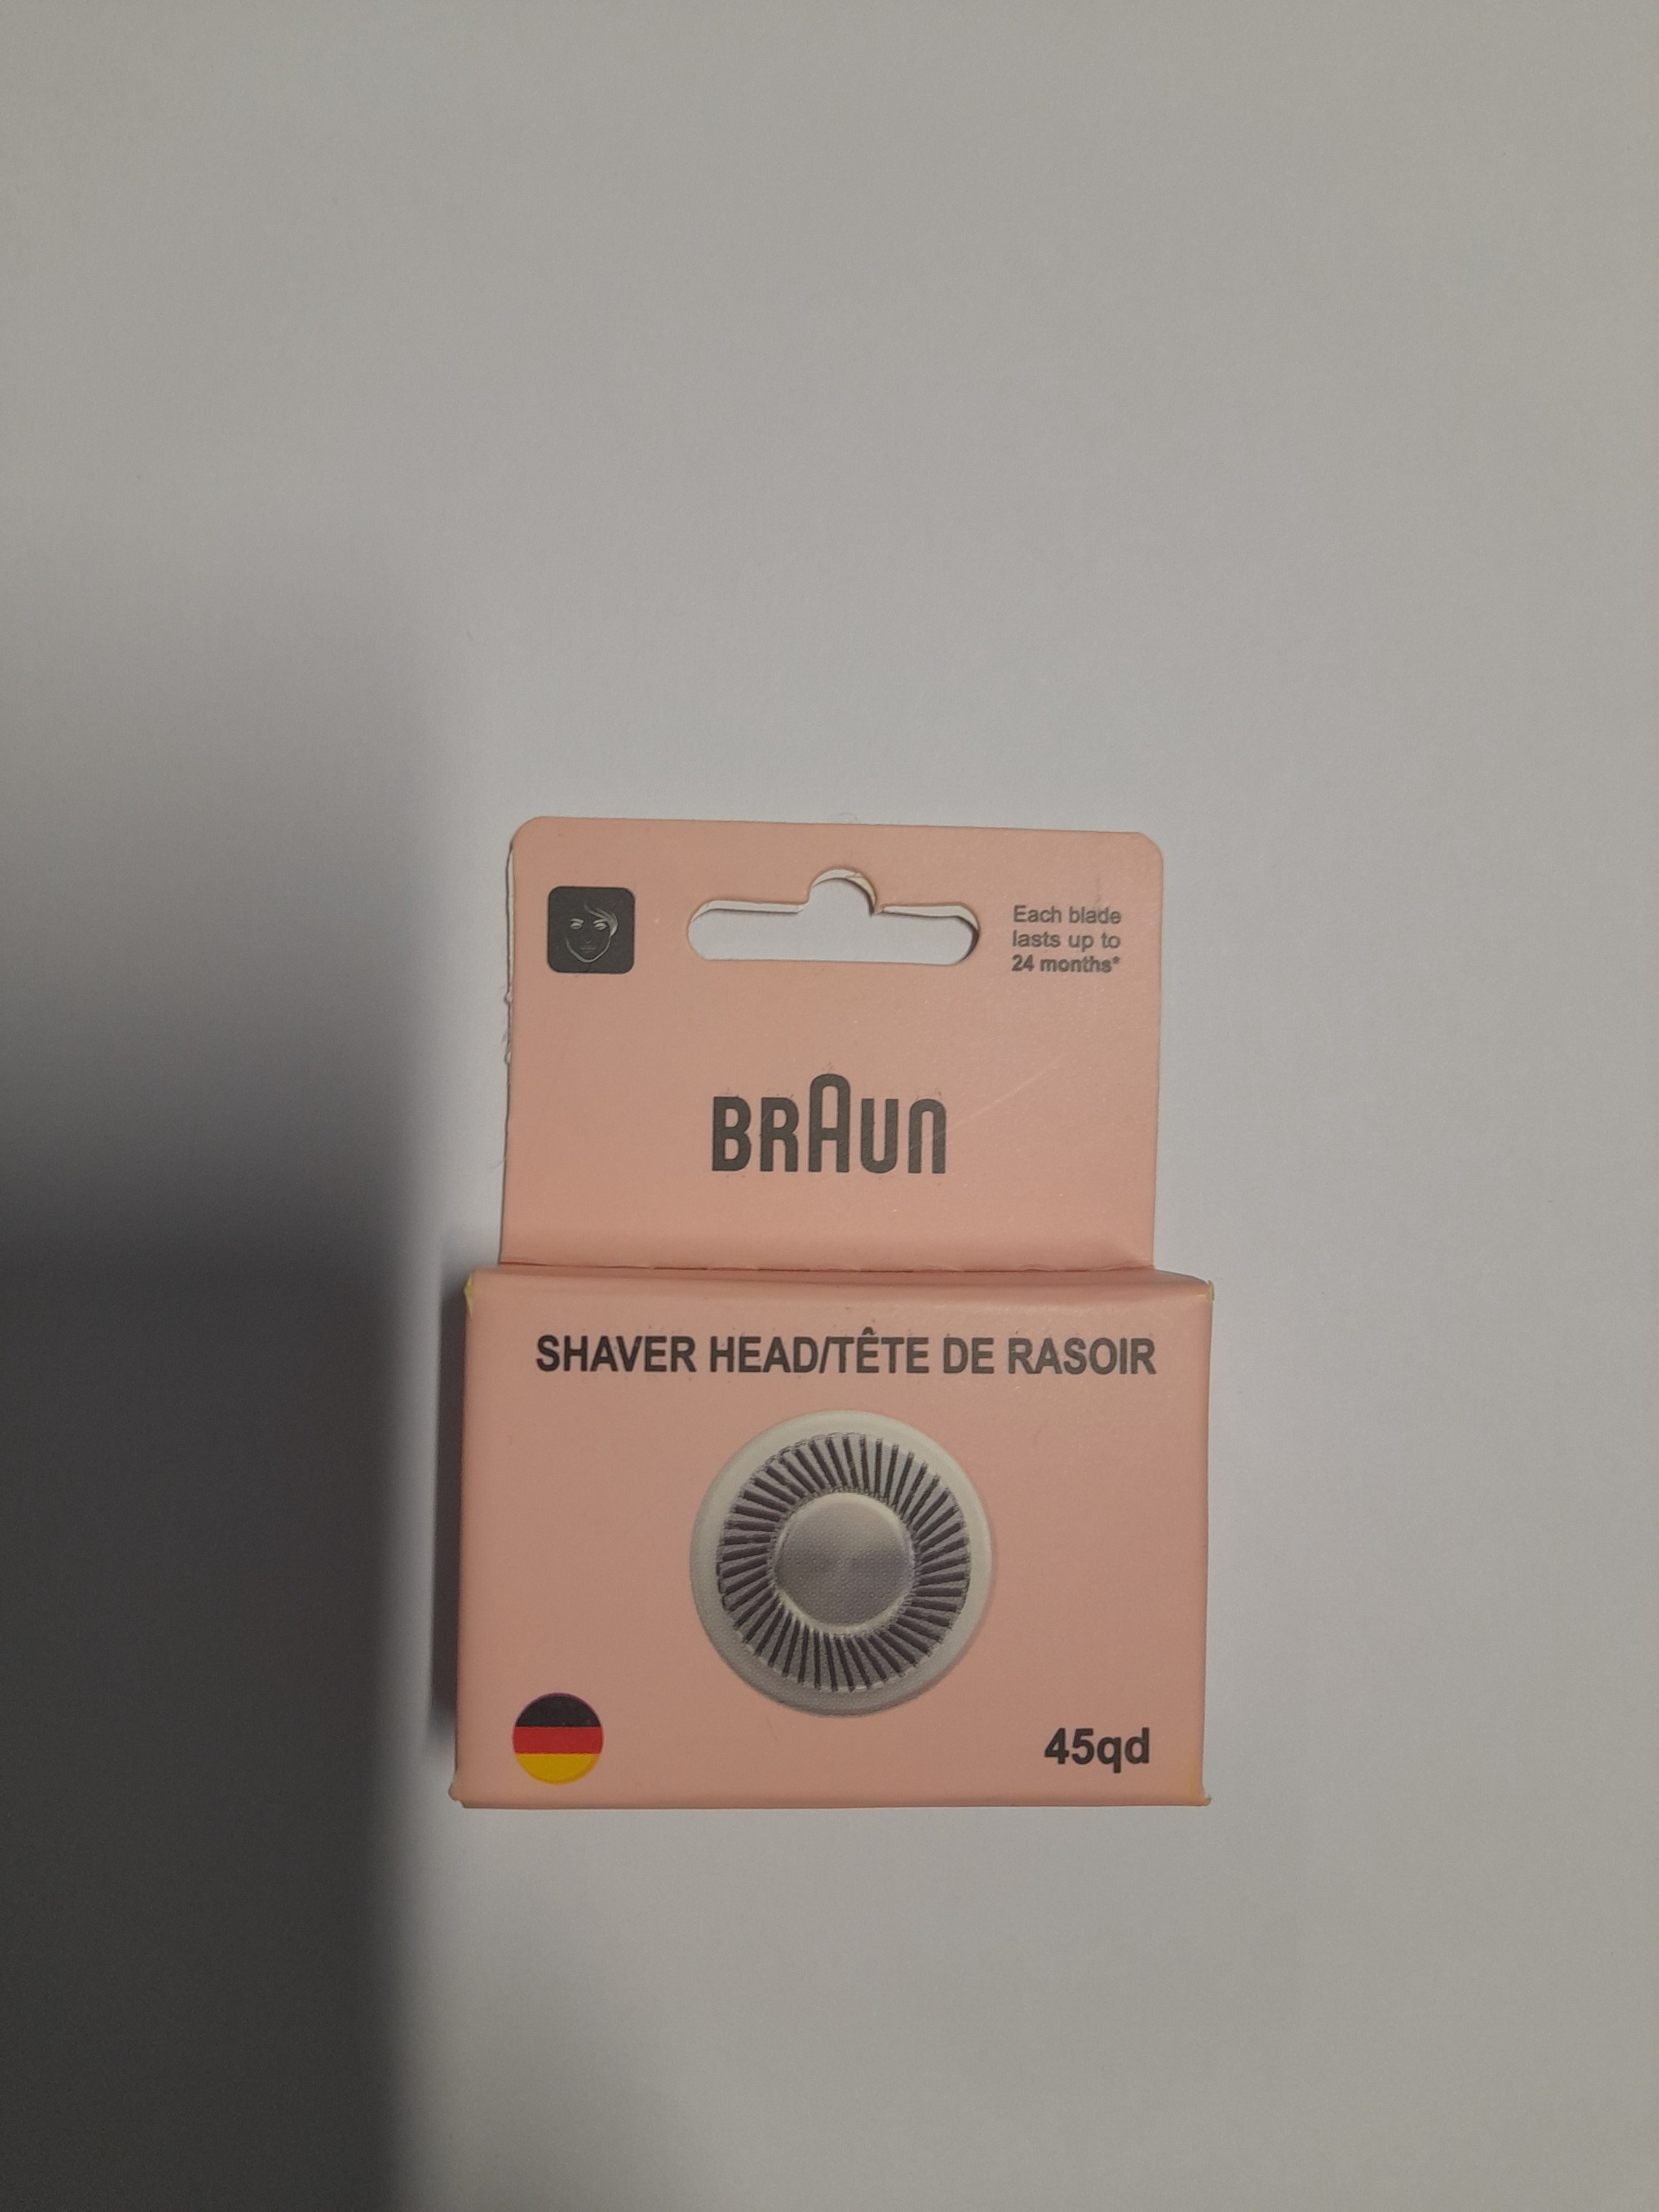 Each blade
lasts up to
24 months*
BRAUN
SHAVER HEAD/TÊTE DE RASOIR
45qd